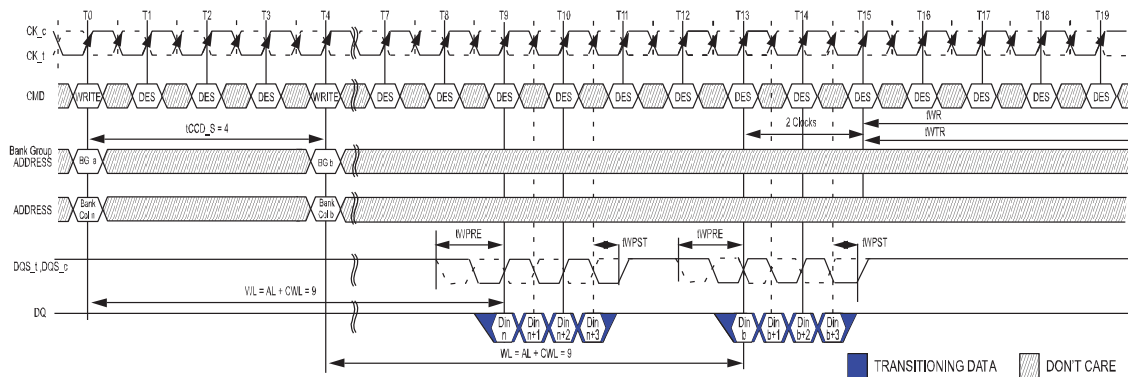 T0 T1 T2 T3 T4 T7 T8 T9 T10 T11 T12 T13 T14 T15 T16 T17 T18 T19
CK_c
CK_t
CMD WRITE DES DES DES WRITE DES DES DES DES DES DES DES DES DES DES DES DES DES
tCCD_S = 4
2 Clocks
tWR
tWTR
Bank Group
ADDRESS
BG a
BG b
ADDRESS
Bank
Col n
Bank
Col b
tWPRE
tWPST
tWPRE
tWPST
DQS_t ,DQS_c
WL = AL + CWL = 9
DQ
Din
n
Din
n+1
Din
n+2
Din
n+3
Din
b
Din
b+1
Din
b+2
Din
b+3
WL = AL + CWL = 9
TRANSITIONING DATA
DON'T CARE